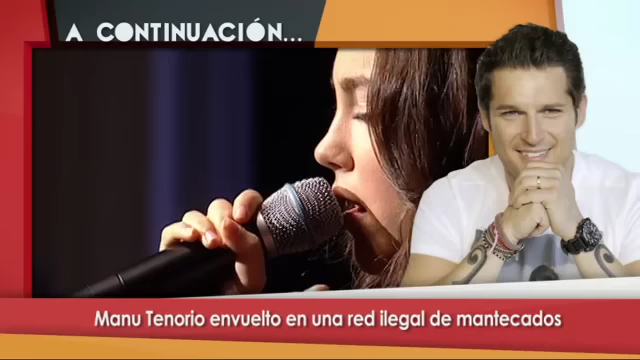 A CONTINUACIÓN...
Manu Tenorio envuelto en una red ilegal de mantecados